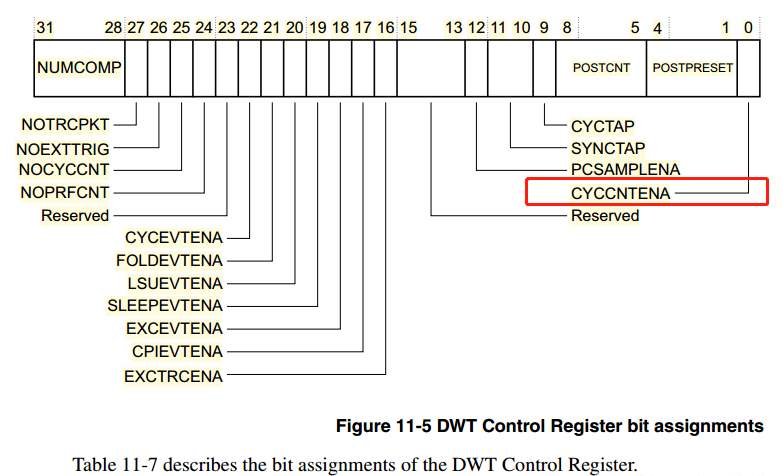 31 28 27 26 25 24 23 22 21 20 19 18 17 16 15 13 12 11 10 9 8 5 4 1 0
NUMCOMP POSTCNT POSTPRESET
NOTRCPKT CYCTAP
NOEXTTRIG SYNCTAP
NOCYCCNT PCSAMPLENA
NOPRFCNT CYCCNTENA
Reserved Reserved
CYCEVTENA
FOLDEVTENA
LSUEVTENA
SLEEPEVTENA
EXCEVTENA
CPIEVTENA
EXCTRCENA
Figure 11-5 DWT Control Register bit assignments
Table 11-7 describes the bit assignments of the DWT Control Register.